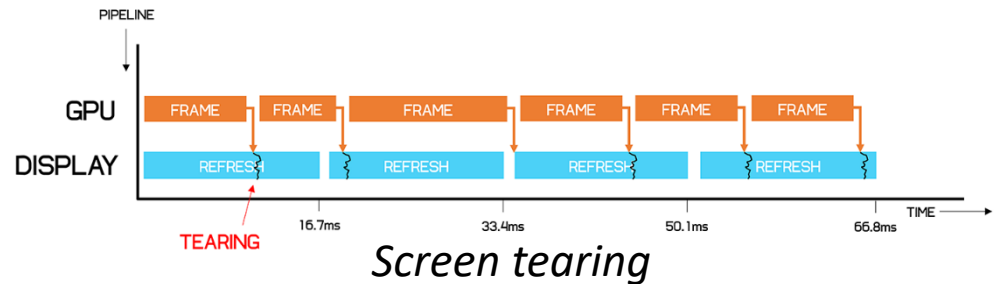 PIPELINE
GPU
FRAME FRAME FRAME FRAME FRAME FRAME
DISPLAY
REFRESH REFRESH REFRESH REFRESH
TIME
16.7ms 33.4ms 50.1ms 66.8ms
TEARING
Screen tearing